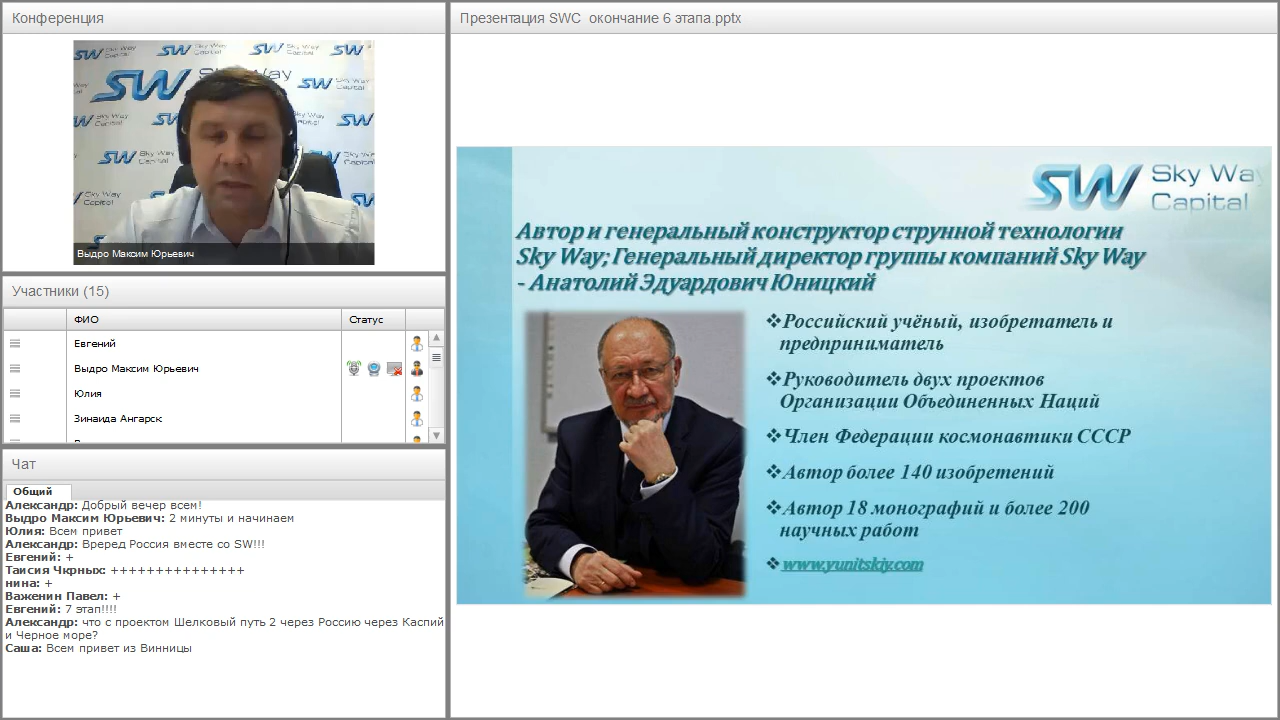 Конференция
SW Sky Way
Capital
Выдро Максим Юрьевич
Участники (15)
ФИО
Статус
Евгений
Выдро Максим Юрьевич
Юлия
Зинаида Ангарск
Чат
Общий
Александр: Добрый вечер всем!
Выдро Максим Юрьевич: 2 минуты и начинаем
Юлия: Всем привет
Александр: Вреред Россия вместе со SW!!!
Евгений: +
Таисия Чкрных: +++++++++++++++
нина: +
Важенин Павел: +
Евгений: 7 этап!!!!
Александр: что с проектом Шелковый путь 2 через Россию через Каспий
и Черное море?
Саша: Всем привет из Винницы
Презентация SWC окончание 6 этапа.pptx
SW Sky Way
Capital
Автор и генеральный конструктор струнной технологии
Sky Way; Генеральный директор группы компаний Sky Way
- Анатолий Эдуардович Юницкий
❖Российский учёный, изобретатель и
предприниматель
❖Руководитель двух проектов
Организации Объединенных Наций
❖Член Федерации космонавтики СССР
❖Автор более 140 изобретений
❖Автор 18 монографий и более 200
научных работ
❖www.yunitskiy.com